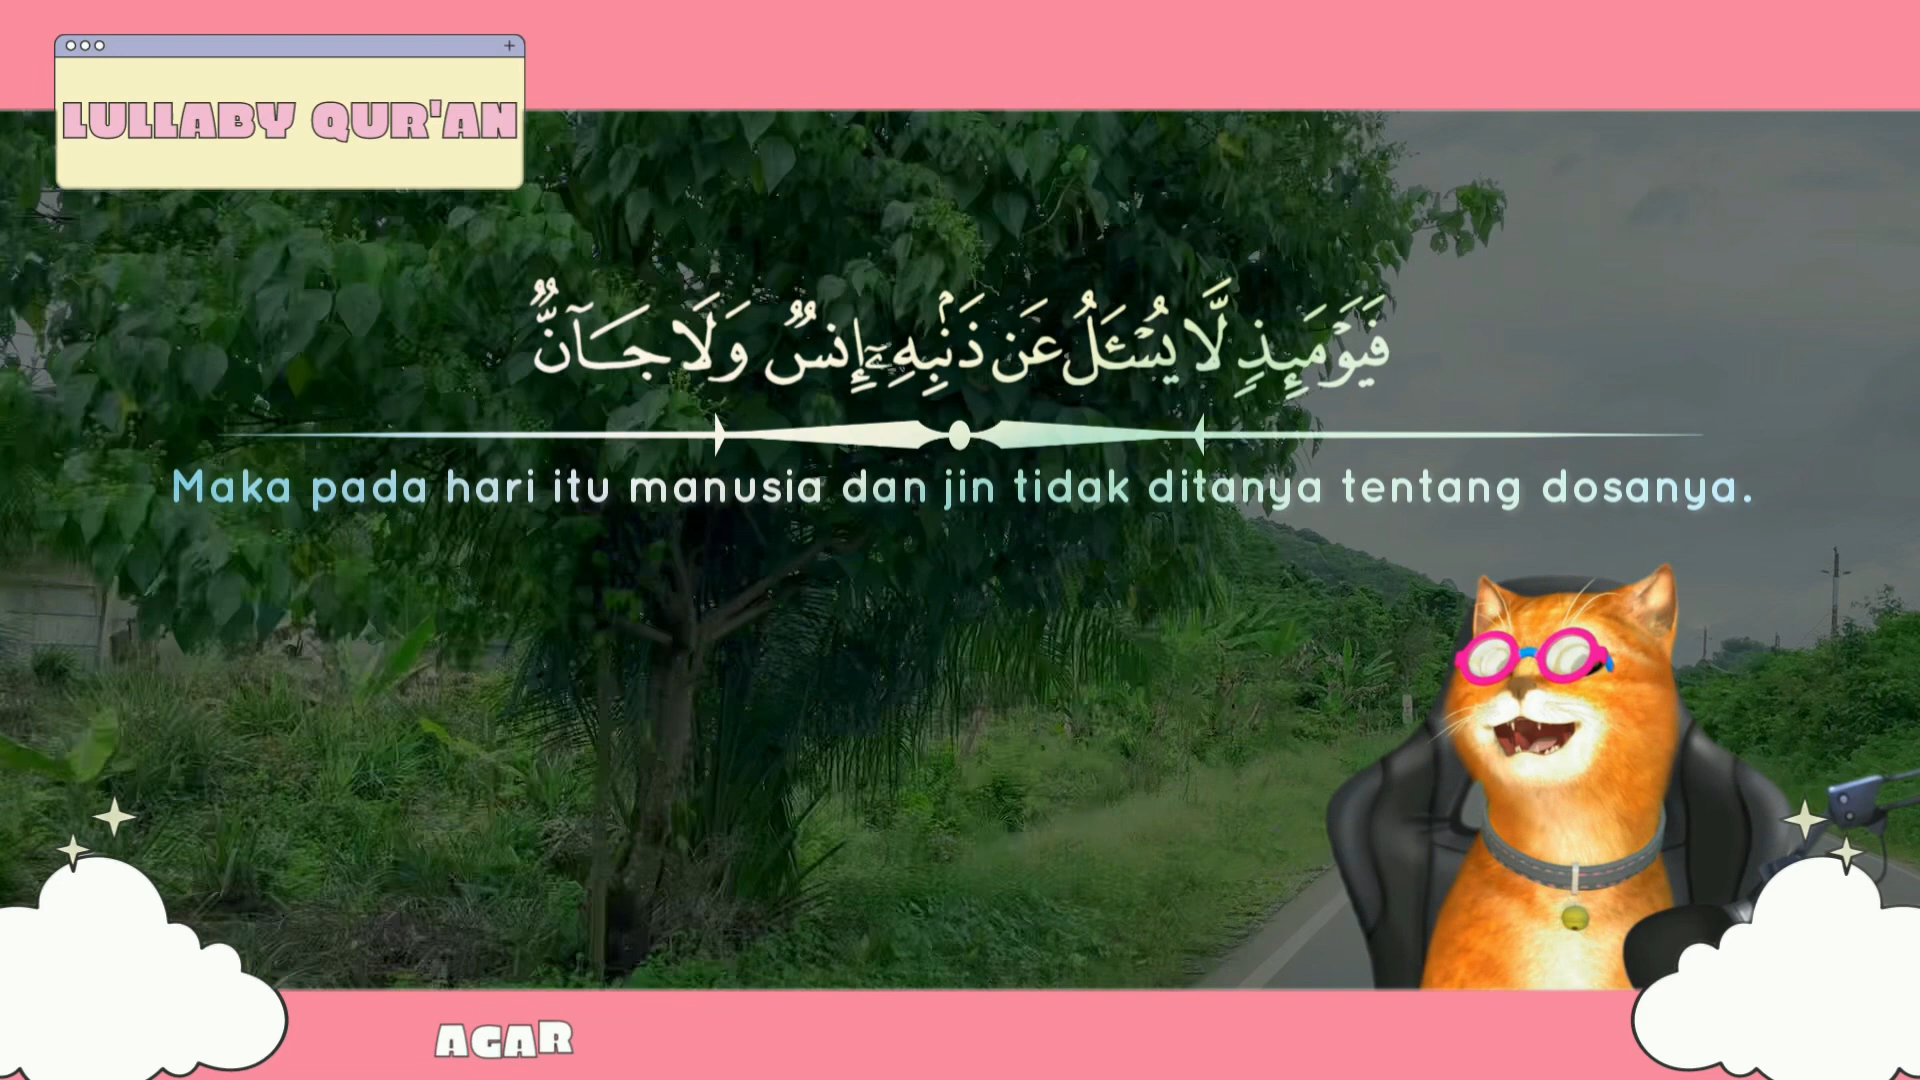 LULLABY QUR'AN
فَيَوْمَىِٕذٍ لَّا يُسْـَٔلُ عَن ذَنۢبِهِۦٓ إِنسٌ وَلَا جَآنٌّ
Maka pada hari itu manusia dan jin tidak ditanya tentang dosanya.
AGAR